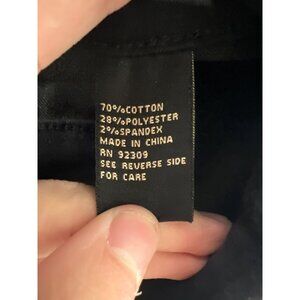 70%COTTON
28%POLYESTER
2%SPANDEX
MADE IN CHINA
RN 92309
SEE REVERSE SIDE
FOR CARE